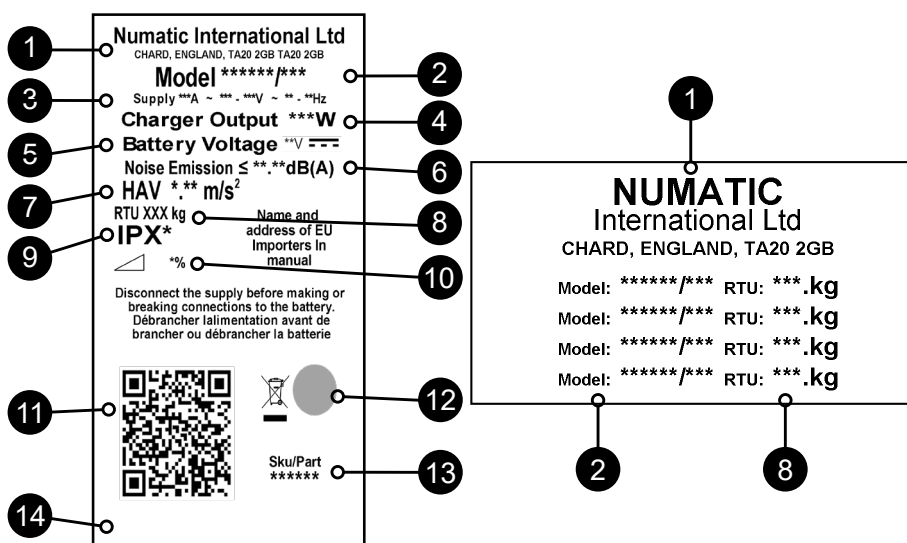 Numatic International Ltd
CHARD, ENGLAND, TA20 2GB TA20 2GB
Model ******/***
Supply ***A ~ *** - ***V ~ ** - **Hz
Charger Output ***W
Battery Voltage **V
Noise Emission ≤ **.**dB(A)
HAV *.** m/s²
RTU XXX kg
IPX*
*%
Name and
address of EU
Importers In
manual
Disconnect the supply before making or
breaking connections to the battery.
Débrancher lalimentation avant de
brancher ou débrancher la batterie
Sku/Part
******
1
2
3
4
5
6
7
8
9
10
11
12
13
14
1
NUMATIC
International Ltd
CHARD, ENGLAND, TA20 2GB
Model: ******/*** RTU: ***.kg
Model: ******/*** RTU: ***.kg
Model: ******/*** RTU: ***.kg
Model: ******/*** RTU: ***.kg
2
8